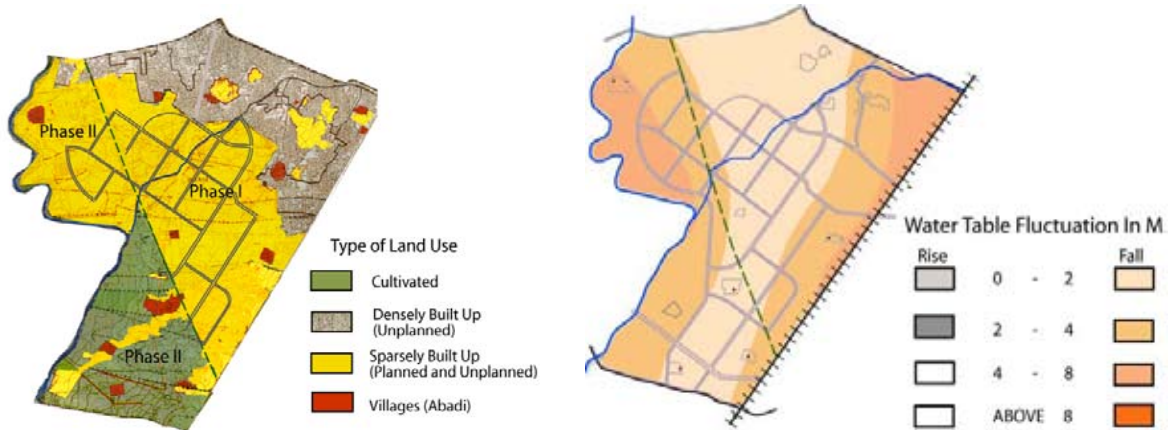 Phase II
Phase I
Phase II
Type of Land Use
Cultivated
Densely Built Up
(Unplanned)
Sparsely Built Up
(Planned and Unplanned)
Villages (Abadi)
Water Table Fluctuation In M
Rise Fall
0 - 2
2 - 4
4 - 8
ABOVE 8